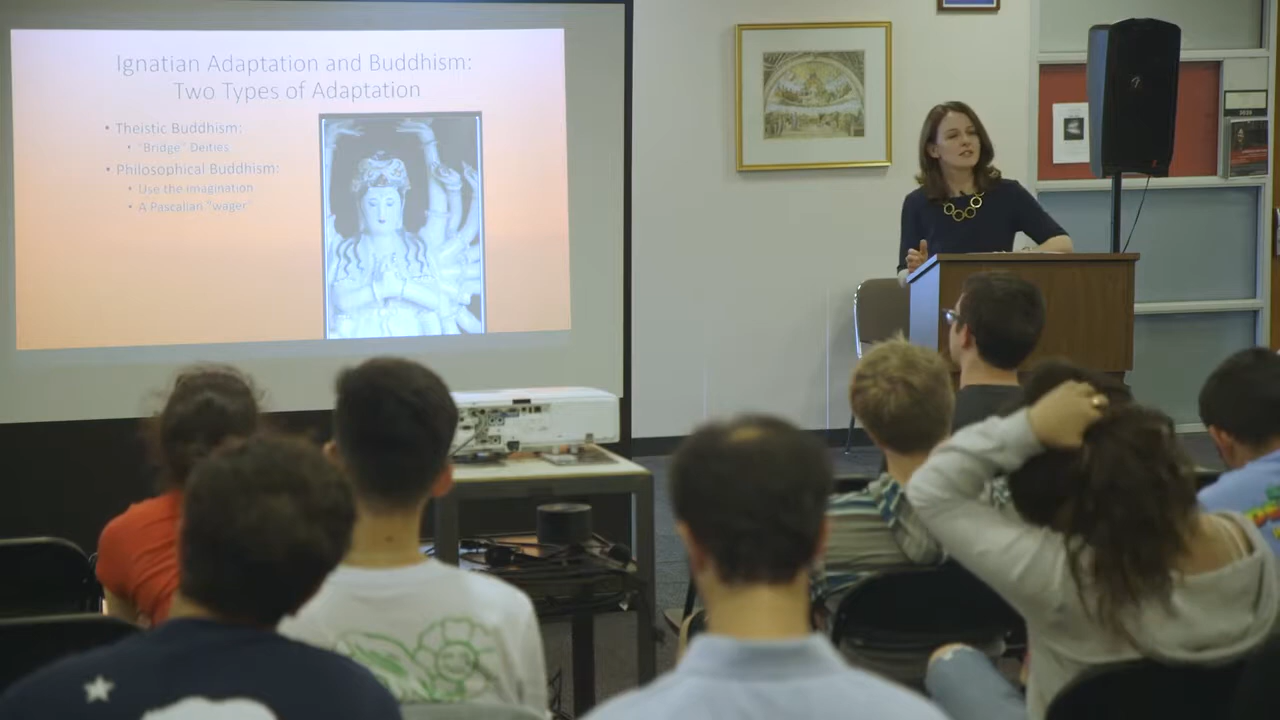 Ignatian Adaptation and Buddhism:
Two Types of Adaptation
• Theistic Buddhism:
• "Bridge" Deities
• Philosophical Buddhism:
• Use the imagination
• A Pascalian "wager"